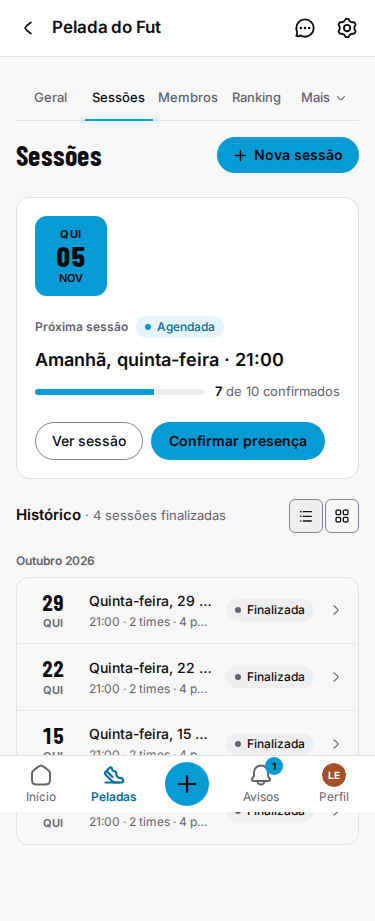 Pelada do Fut
Geral Sessões Membros Ranking Mais
Sessões
Nova sessão
QUI
05
NOV
Próxima sessão Agendada
Amanhã, quinta-feira · 21:00
7 de 10 confirmados
Ver sessão Confirmar presença
Histórico · 4 sessões finalizadas
Outubro 2026
29 Quinta-feira, 29 ... Finalizada
QUI 21:00 · 2 times · 4 p...
22 Quinta-feira, 22 ... Finalizada
QUI 21:00 · 2 times · 4 p...
15 Quinta-feira, 15 ... Finalizada
1
LE
Início Peladas Avisos Perfil
QUI 21:00 · 2 times · 4 p...